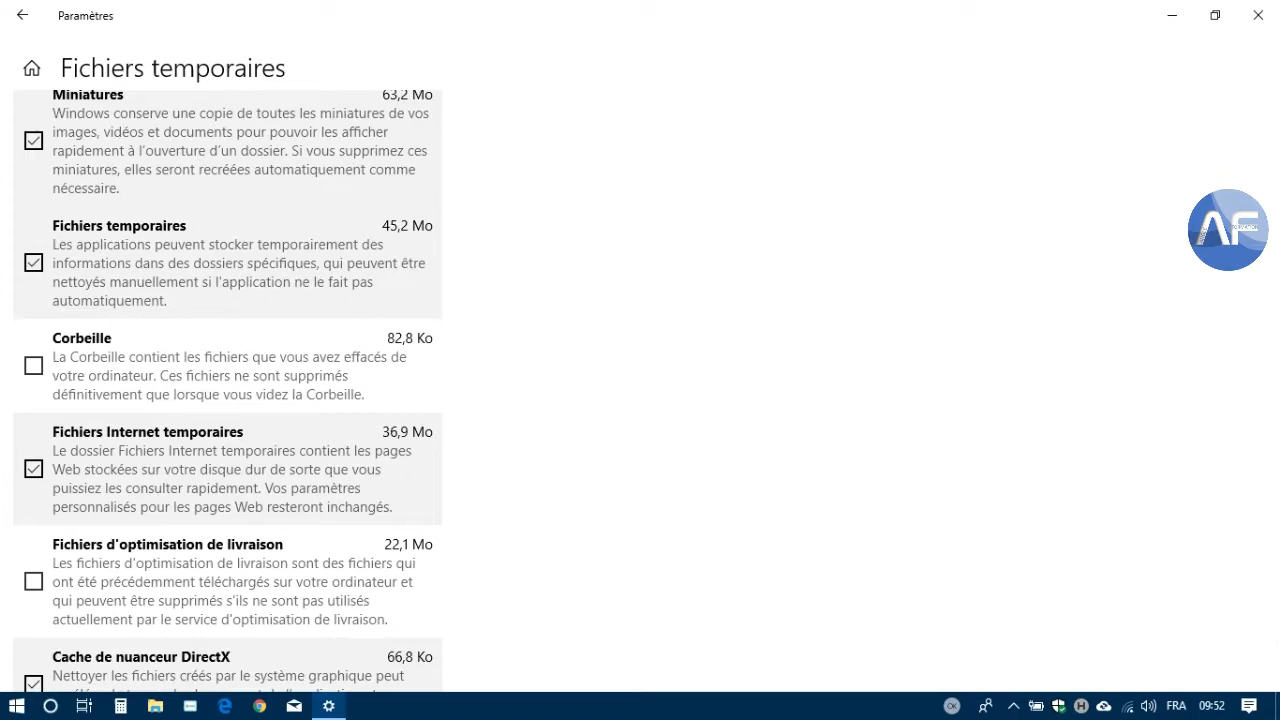 Paramètres
Fichiers temporaires
Miniatures 63,2 Mo
Windows conserve une copie de toutes les miniatures de vos
images, vidéos et documents pour pouvoir les afficher
rapidement à l'ouverture d'un dossier. Si vous supprimez ces
miniatures, elles seront recréées automatiquement comme
nécessaire.
Fichiers temporaires 45,2 Mo
Les applications peuvent stocker temporairement des
informations dans des dossiers spécifiques, qui peuvent être
nettoyés manuellement si l'application ne le fait pas
automatiquement.
Corbeille 82,8 Ko
La Corbeille contient les fichiers que vous avez effacés de
votre ordinateur. Ces fichiers ne sont supprimés
définitivement que lorsque vous videz la Corbeille.
Fichiers Internet temporaires 36,9 Mo
Le dossier Fichiers Internet temporaires contient les pages
Web stockées sur votre disque dur de sorte que vous
puissiez les consulter rapidement. Vos paramètres
personnalisés pour les pages Web resteront inchangés.
Fichiers d'optimisation de livraison 22,1 Mo
Les fichiers d'optimisation de livraison sont des fichiers qui
ont été précédemment téléchargés sur votre ordinateur et
qui peuvent être supprimés s'ils ne sont pas utilisés
actuellement par le service d'optimisation de livraison.
Cache de nuanceur DirectX 66,8 Ko
Nettoyer les fichiers créés par le système graphique peut
AF
OK
H
FRA
09:52